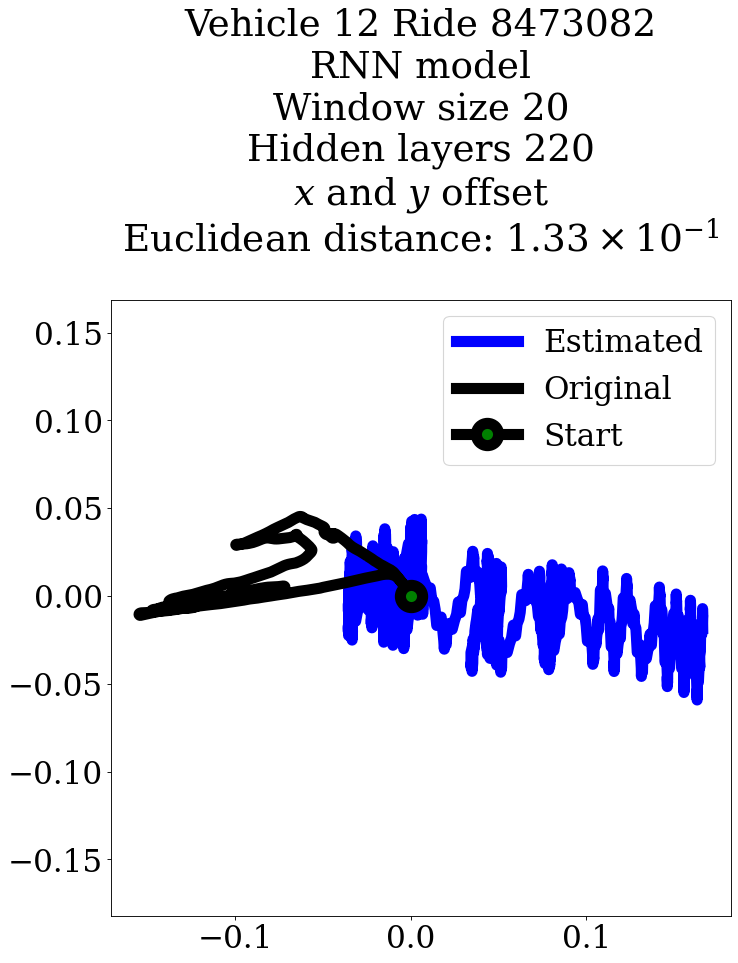 Vehicle 12 Ride 8473082
RNN model
Window size 20
Hidden layers 220
x and y offset
Euclidean distance: 1.33 × 10⁻¹
Estimated
Original
Start
0.15
0.10
0.05
0.00
−0.05
−0.10
−0.15
−0.1
0.0
0.1